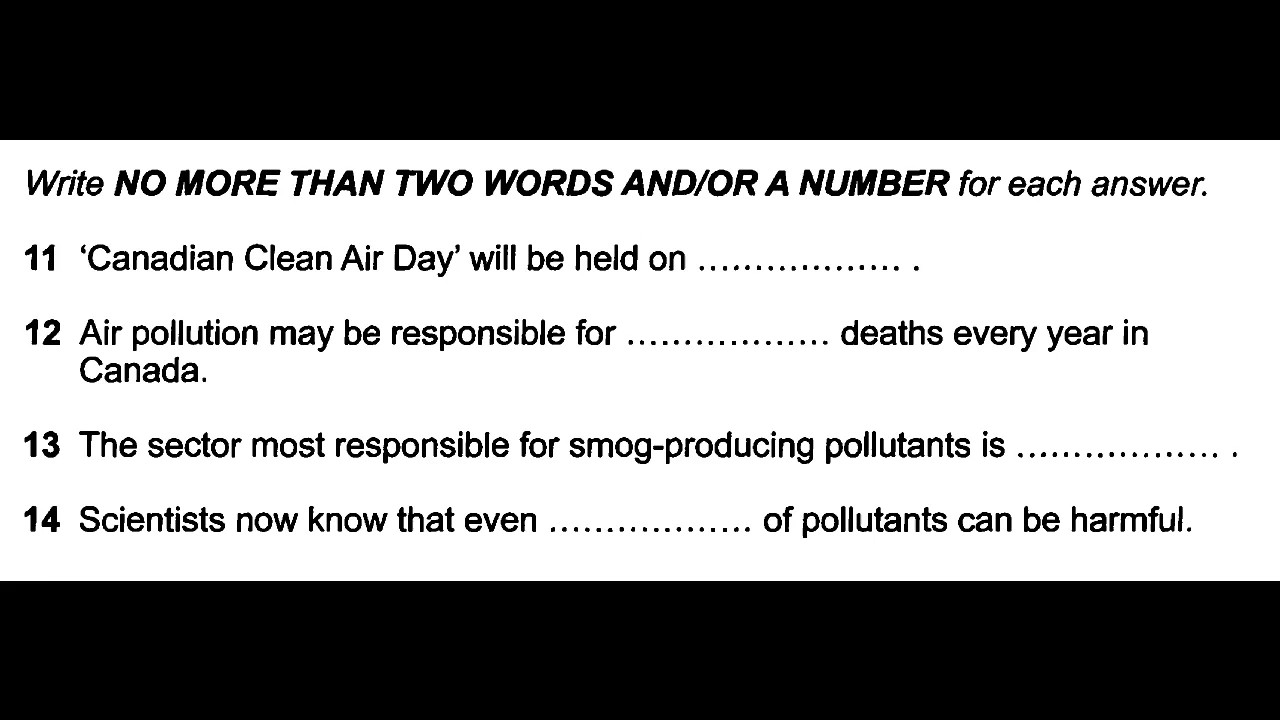 Write NO MORE THAN TWO WORDS AND/OR A NUMBER for each answer.
11 ‘Canadian Clean Air Day’ will be held on .................. .
12 Air pollution may be responsible for .................. deaths every year in
Canada.
13 The sector most responsible for smog-producing pollutants is .................. .
14 Scientists now know that even .................. of pollutants can be harmful.